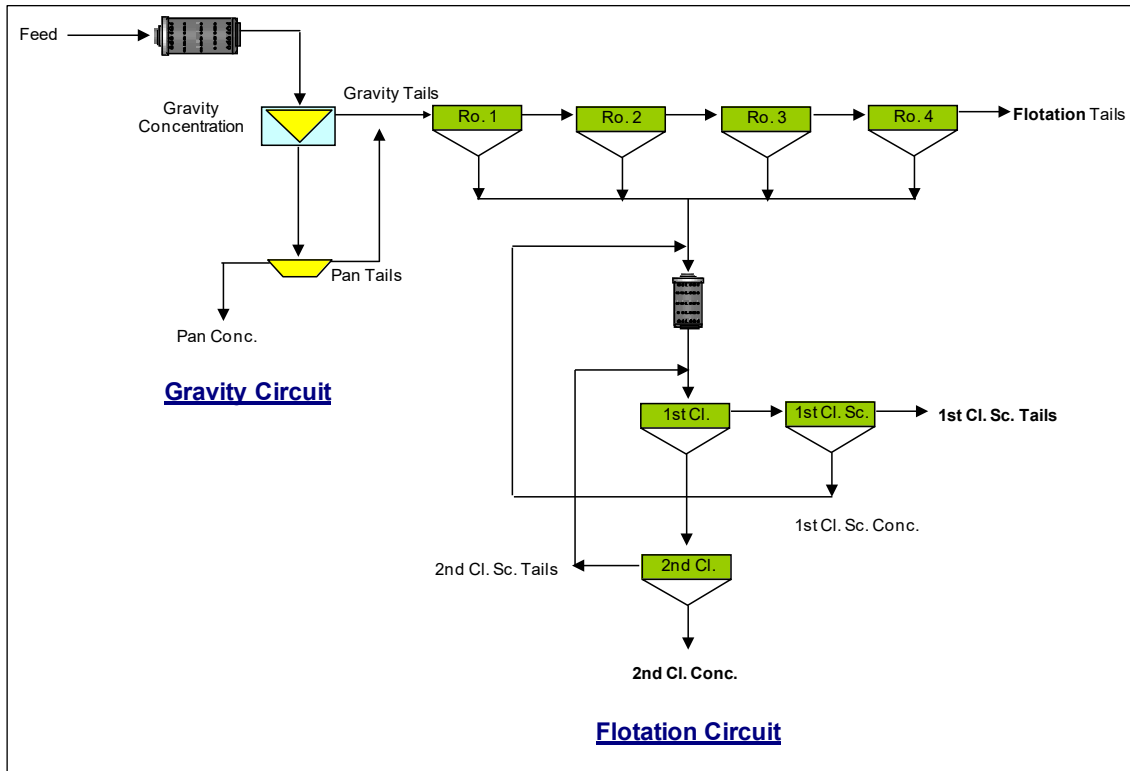 Feed
Gravity Tails
Gravity
Concentration
Ro. 1
Ro. 2
Ro. 3
Ro. 4
Flotation Tails
Pan Tails
Pan Conc.
Gravity Circuit
1st Cl.
1st Cl. Sc.
1st Cl. Sc. Tails
1st Cl. Sc. Conc.
2nd Cl. Sc. Tails
2nd Cl.
2nd Cl. Conc.
Flotation Circuit